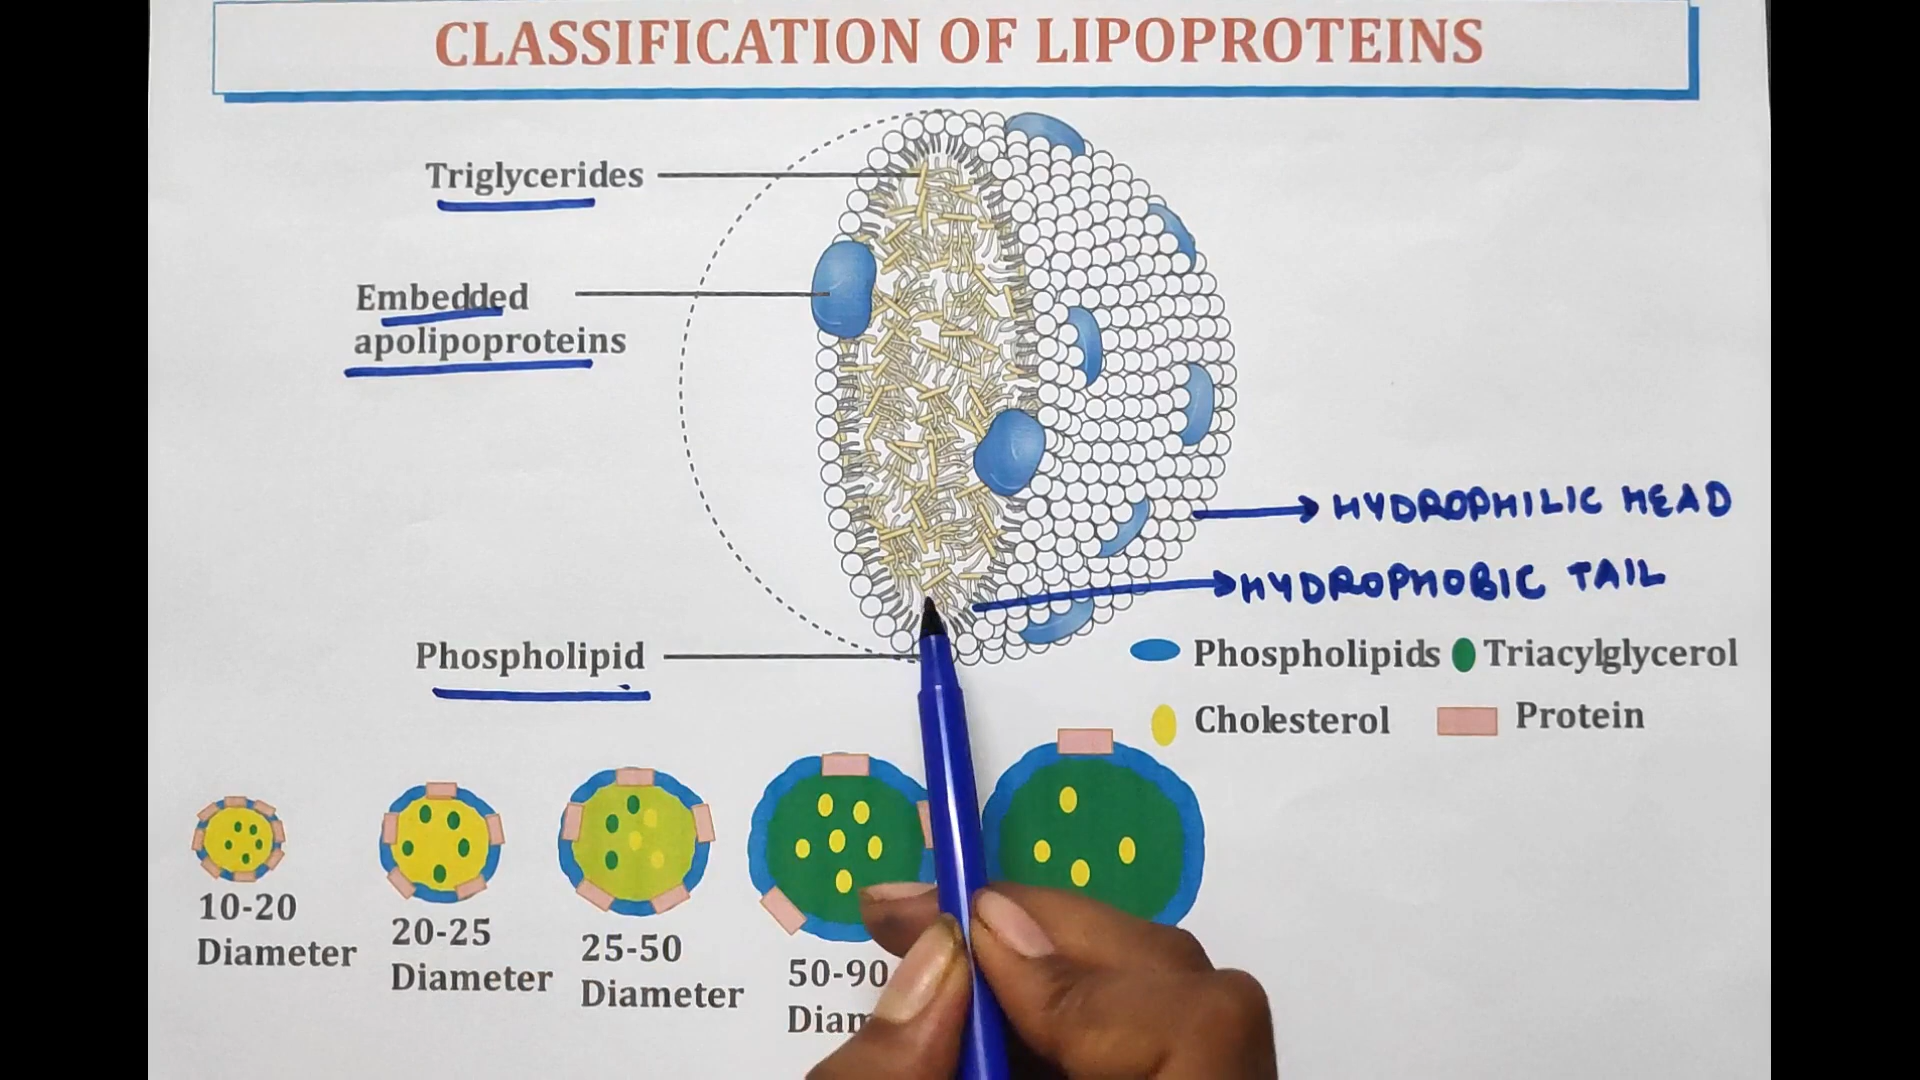 CLASSIFICATION OF LIPOPROTEINS
Triglycerides
Embedded
apolipoproteins
HYDROPHILIC HEAD
HYDROPHOBIC TAIL
Phospholipid
Phospholipids Triacylglycerol
Cholesterol Protein
10-20
Diameter
20-25
Diameter
25-50
Diameter
50-90